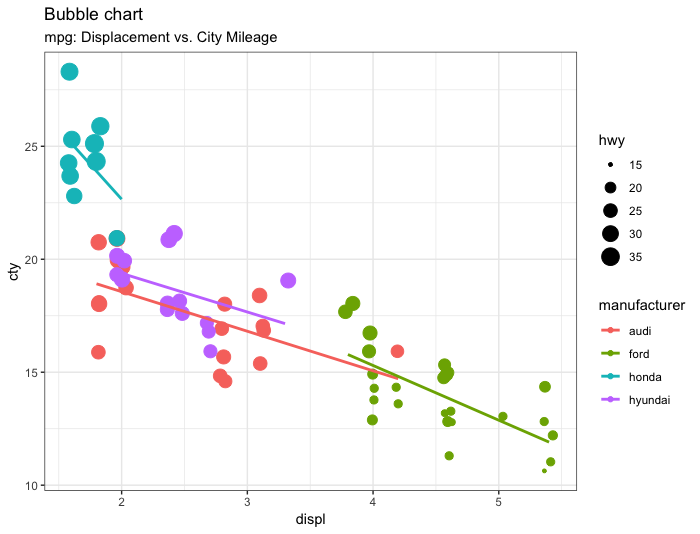 Bubble chart
mpg: Displacement vs. City Mileage
cty
25
20
15
10
2
3
4
5
displ
hwy
15
20
25
30
35
manufacturer
audi
ford
honda
hyundai